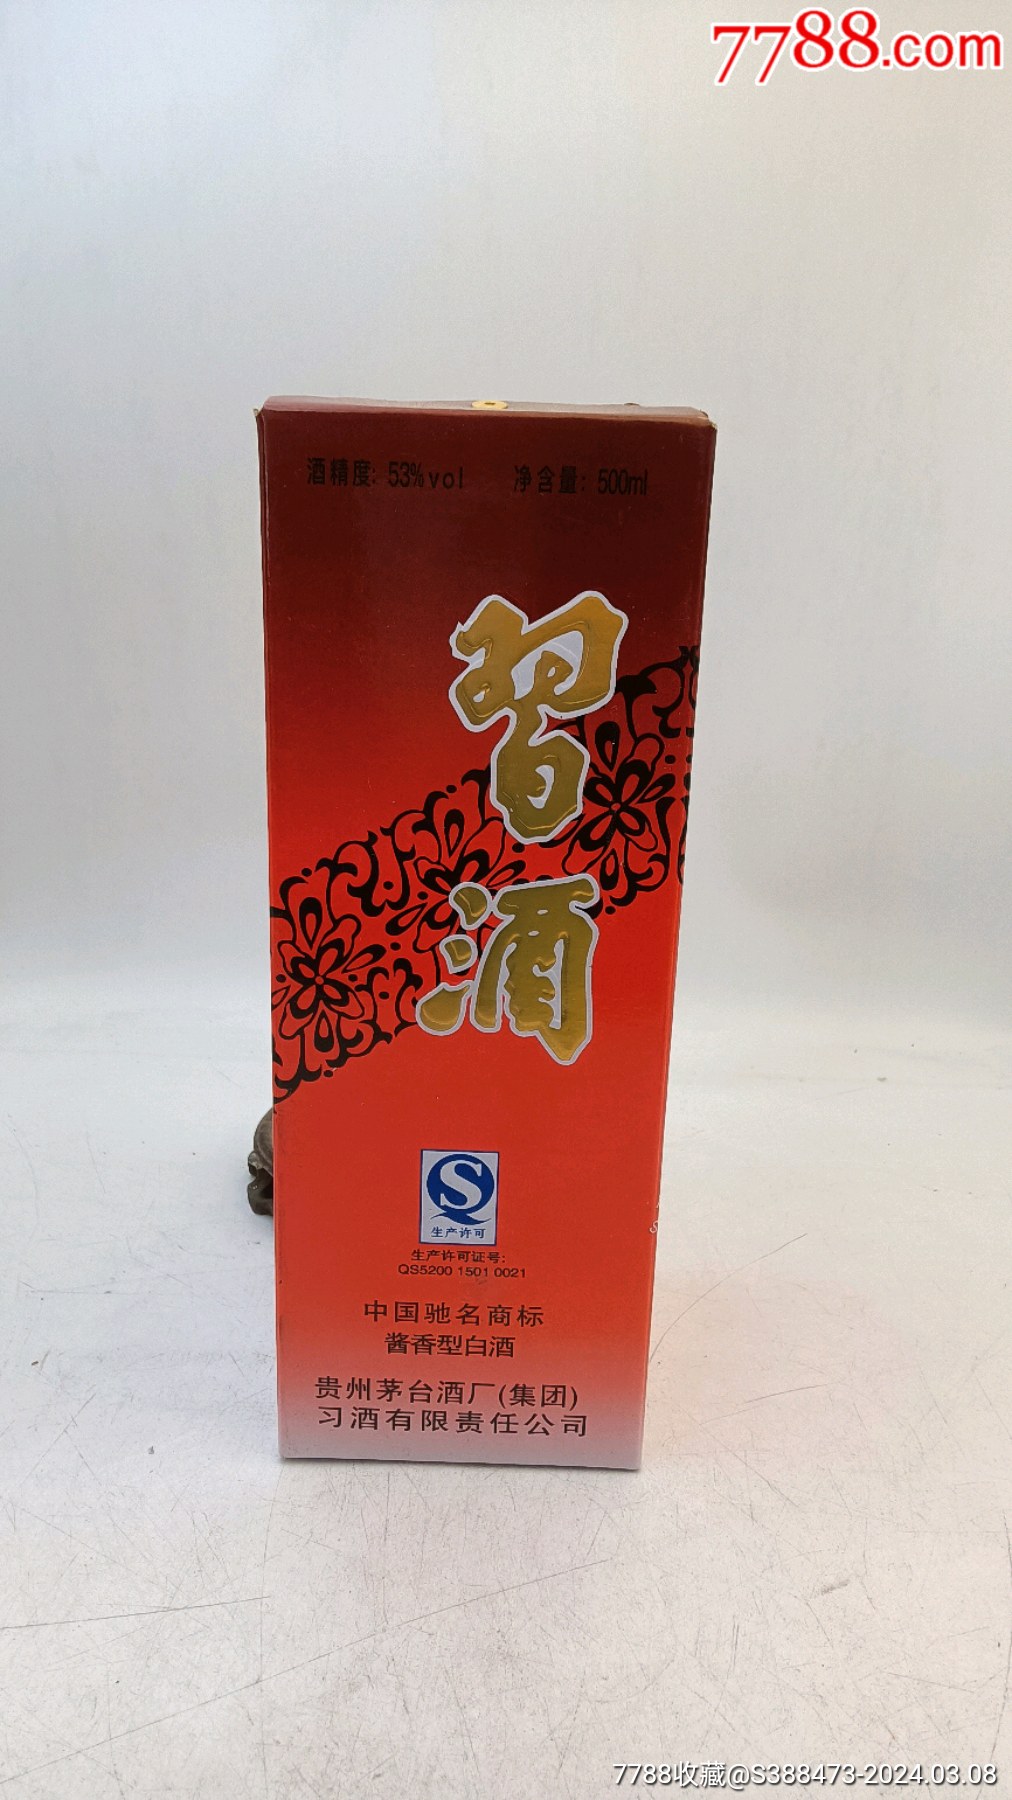 7788.com
酒精度: 53%vol 净含量: 500ml
習
酒
生产许可
生产许可证号:
QS5200 1501 0021
中国驰名商标
酱香型白酒
贵州茅台酒厂(集团)
习酒有限责任公司
7788收藏@S388473-2024.03.08